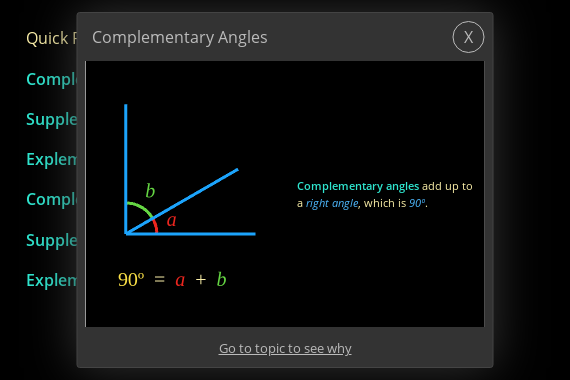 Complementary Angles
X
Quick
Comple
Supple
Explem
Comple
Supple
Explem
b
a
Complementary angles add up to
a right angle, which is 90º.
90º = a + b
Go to topic to see why